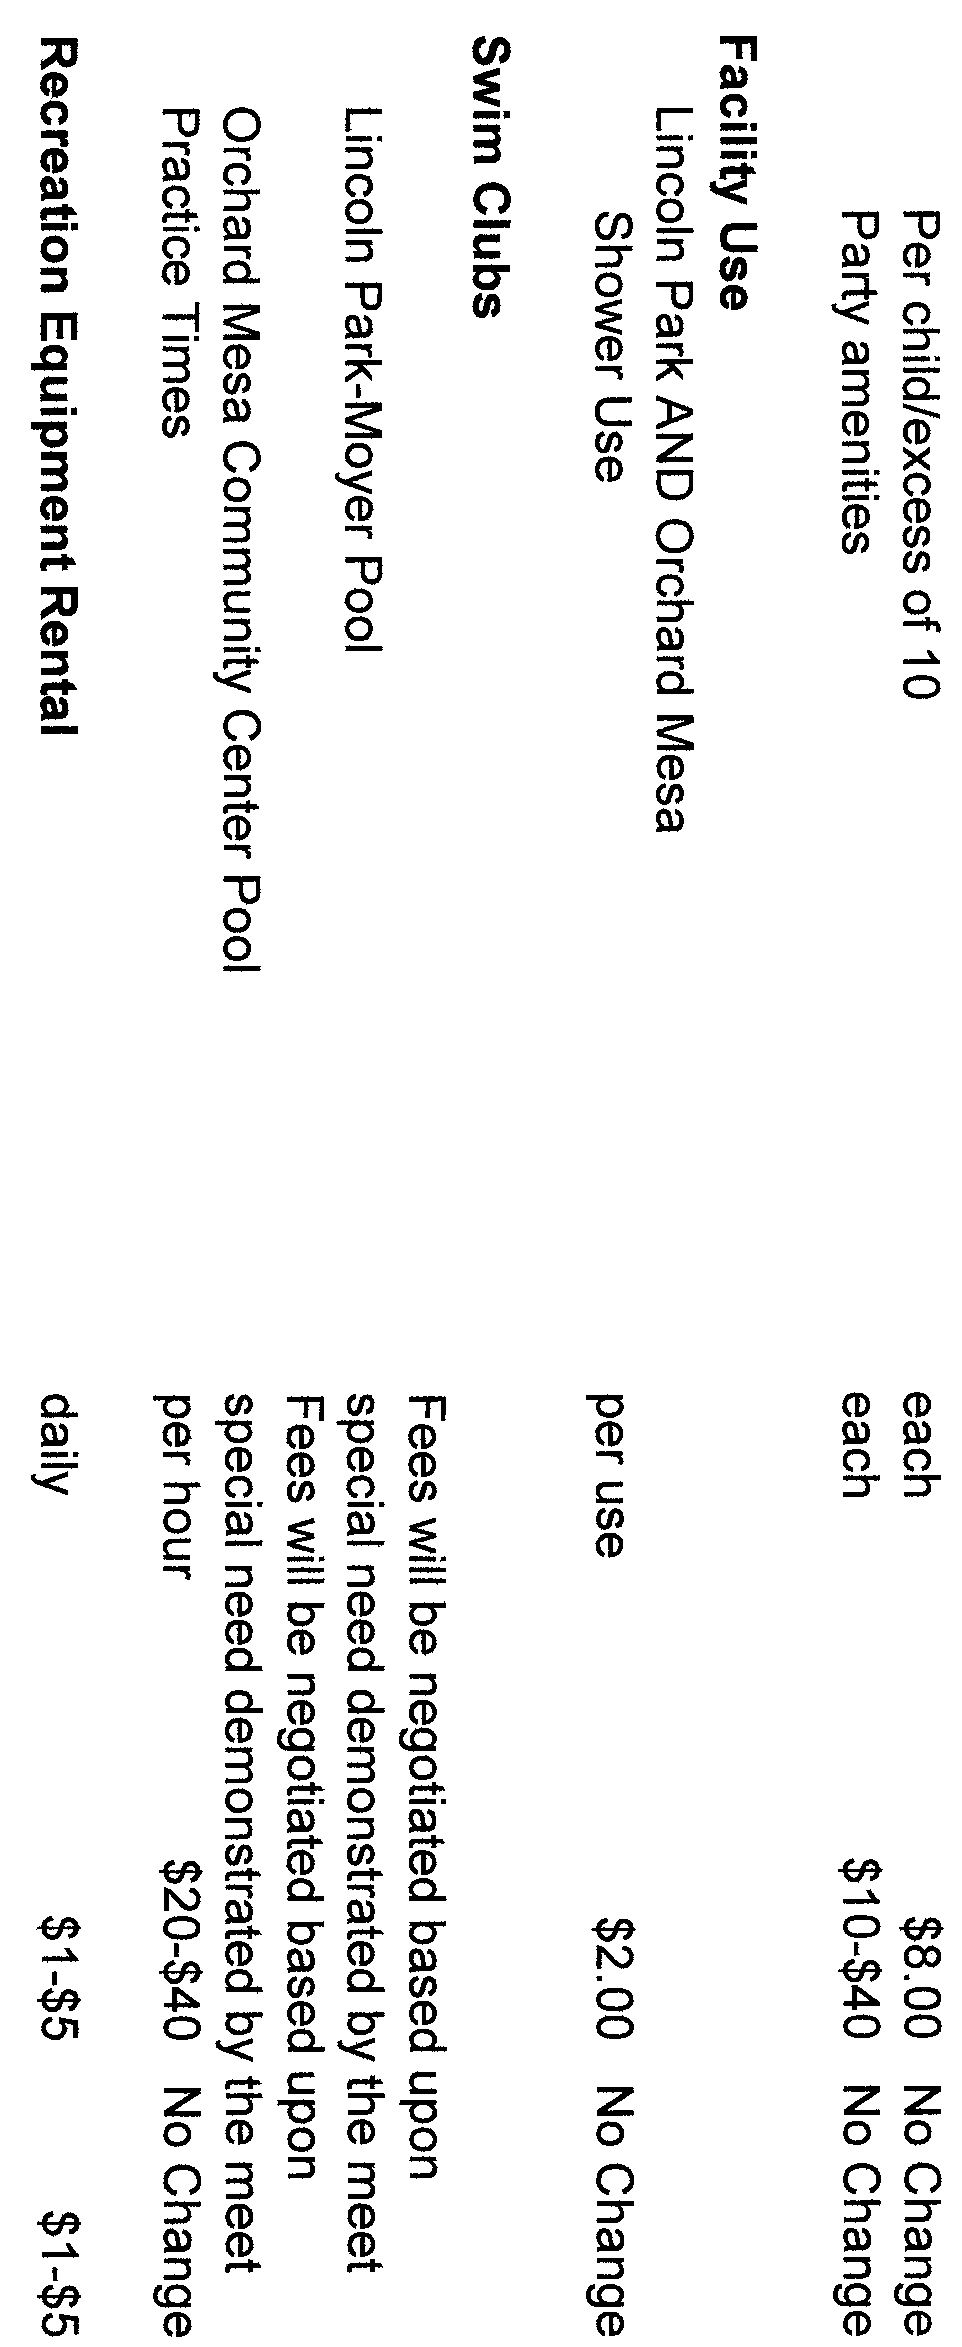 Per child/excess of 10 each $8.00 No Change
Party amenities each $10-$40 No Change
Facility Use
Lincoln Park AND Orchard Mesa
Shower Use per use $2.00 No Change
Swim Clubs
Fees will be negotiated based upon
Lincoln Park-Moyer Pool special need demonstrated by the meet
Fees will be negotiated based upon
Orchard Mesa Community Center Pool special need demonstrated by the meet
Practice Times per hour $20-$40 No Change
Recreation Equipment Rental daily $1-$5 $1-$5